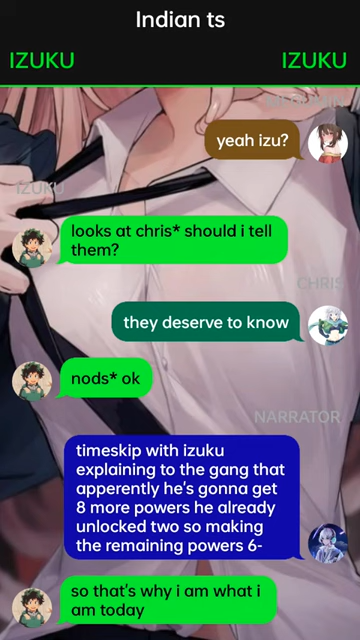 Indian ts
IZUKU IZUKU
yeah izu?
IZUKU
looks at chris* should i tell
them?
CHRIS
they deserve to know
nods* ok
NARRATOR
timeskip with izuku
explaining to the gang that
apperently he's gonna get
8 more powers he already
unlocked two so making
the remaining powers 6-
so that's why i am what i
am today